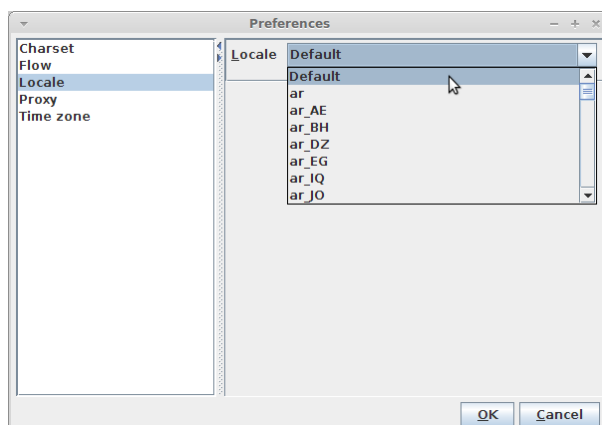 Preferences
Charset
Flow
Locale
Proxy
Time zone
Locale Default
Default
ar
ar_AE
ar_BH
ar_DZ
ar_EG
ar_IQ
ar_JO
OK Cancel